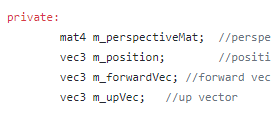 private:
mat4 m_perspectiveMat; //perspe
vec3 m_position; //positi
vec3 m_forwardVec; //forward vec
vec3 m_upVec; //up vector